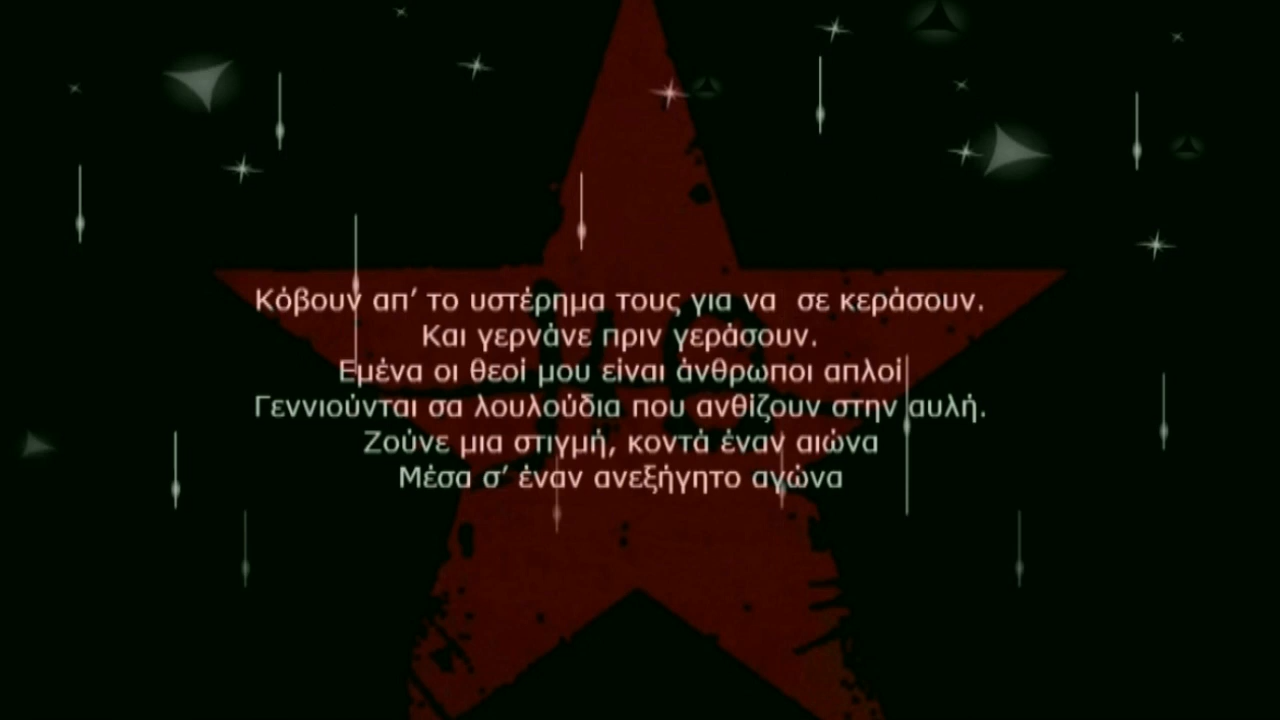 Κόβουν απ’ το υστέρημα τους για να  σε κεράσουν.
Και γερνάνε πριν γεράσουν.
Εμένα οι θεοί μου είναι άνθρωποι απλοί
Γεννιούνται σα λουλούδια που ανθίζουν στην αυλή.
Ζούνε μια στιγμή, κοντά έναν αιώνα
Μέσα σ’ έναν ανεξήγητο αγώνα